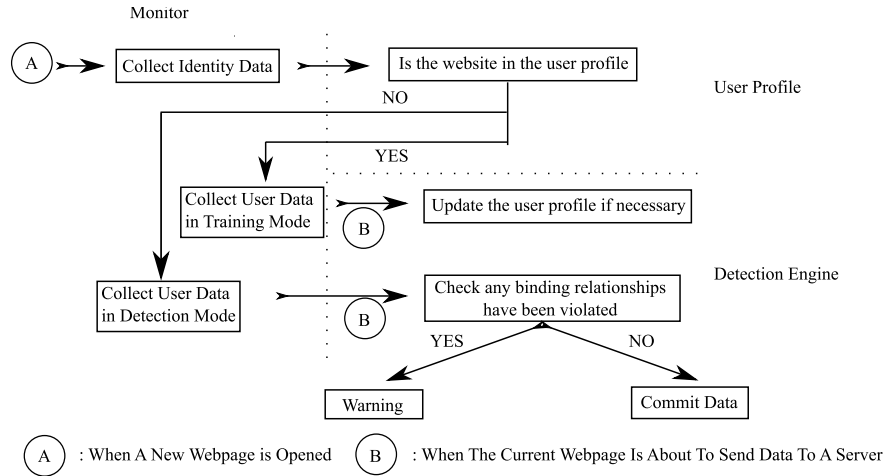 Monitor
A
Collect Identity Data
Is the website in the user profile
User Profile
NO
YES
Collect User Data
in Training Mode
B
Update the user profile if necessary
Detection Engine
Collect User Data
in Detection Mode
B
Check any binding relationships
have been violated
YES
NO
Warning
Commit Data
A : When A New Webpage is Opened
B : When The Current Webpage Is About To Send Data To A Server